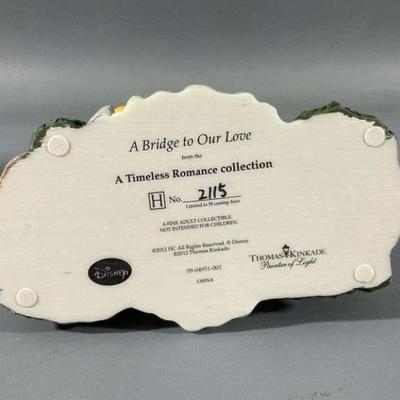 A Bridge to Our Love
from the
A Timeless Romance collection
H No. 2115
Limited to 95 casting days
A FINE ADULT COLLECTIBLE.
NOT INTENDED FOR CHILDREN.
©2012 HC All Rights Reserved. © Disney
©2012 Thomas Kinkade.
Disney
THOMAS KINKADE
Painter of Light
09-04951-001
CHINA